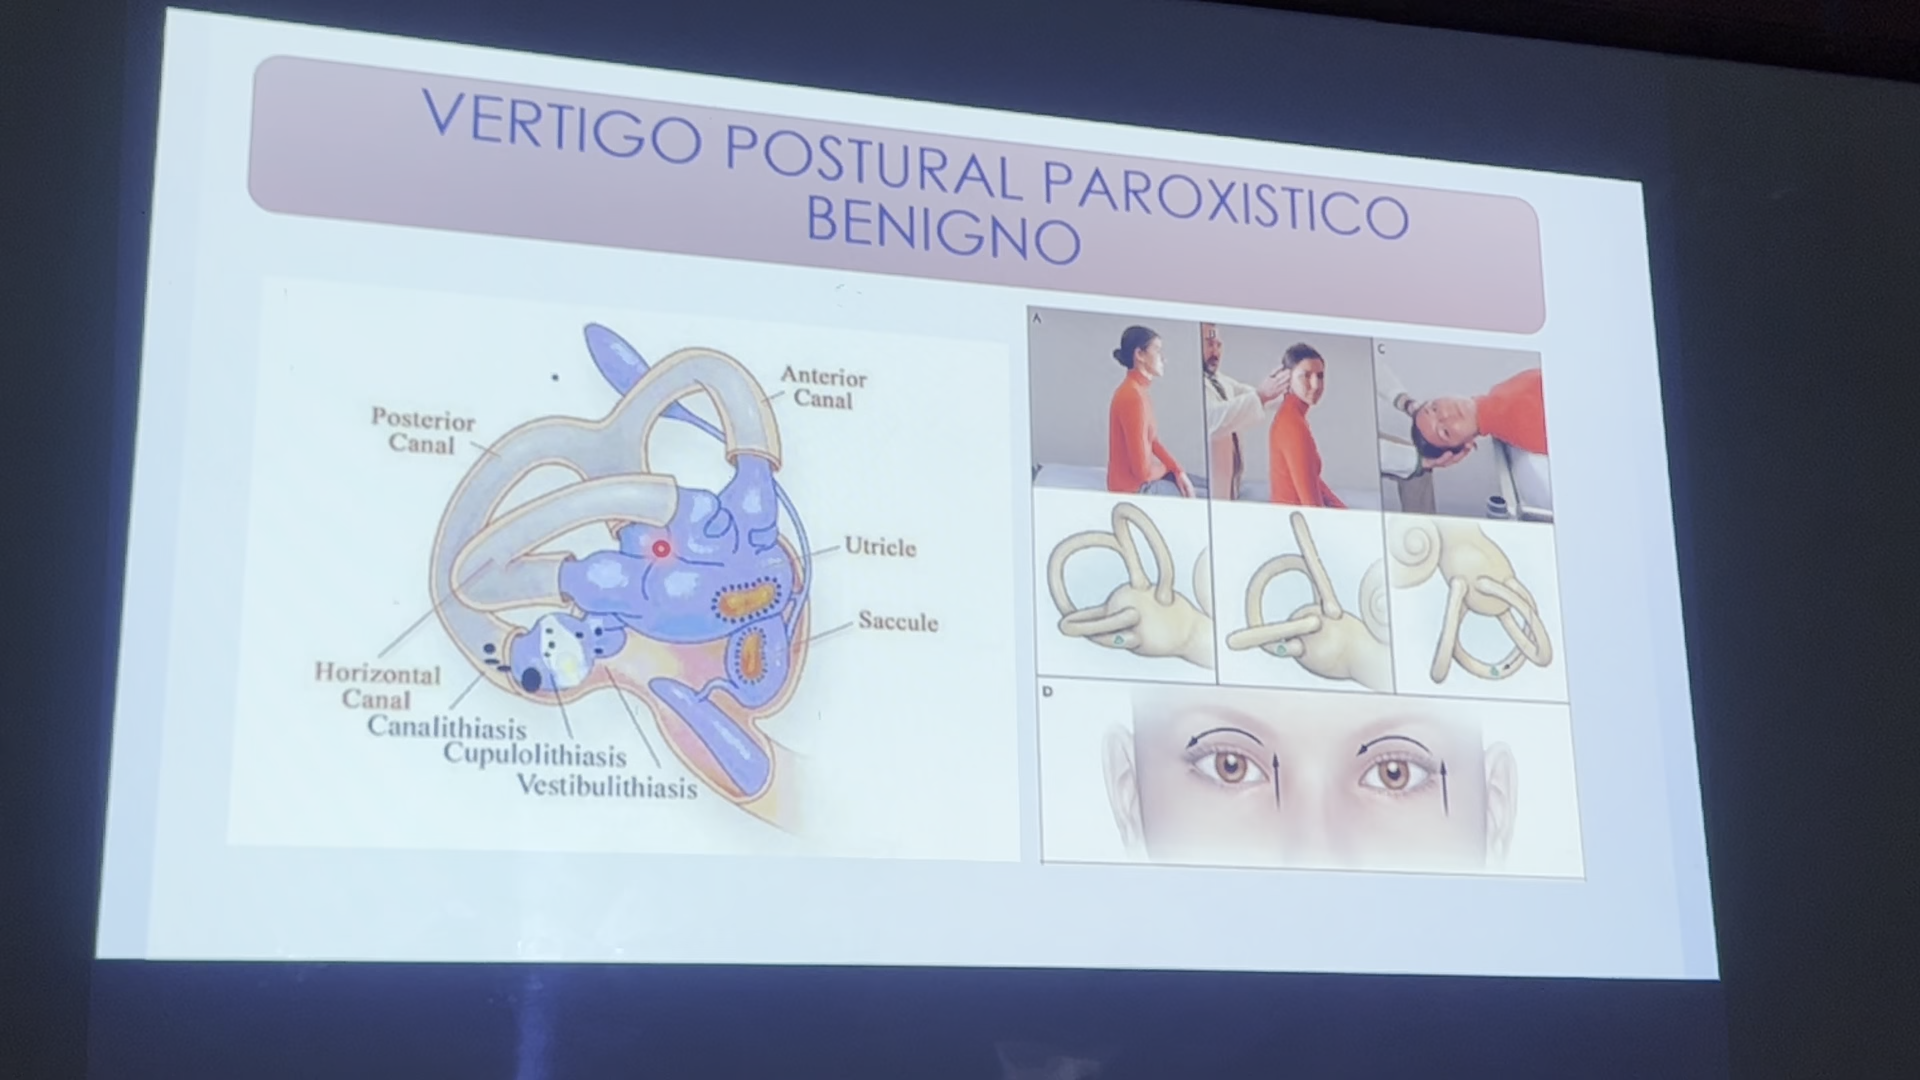 VERTIGO POSTURAL PAROXISTICO
BENIGNO
Anterior
Canal
Posterior
Canal
Utricle
Saccule
Horizontal
Canal
Canalithiasis
Cupulolithiasis
Vestibulithiasis
A
C
D